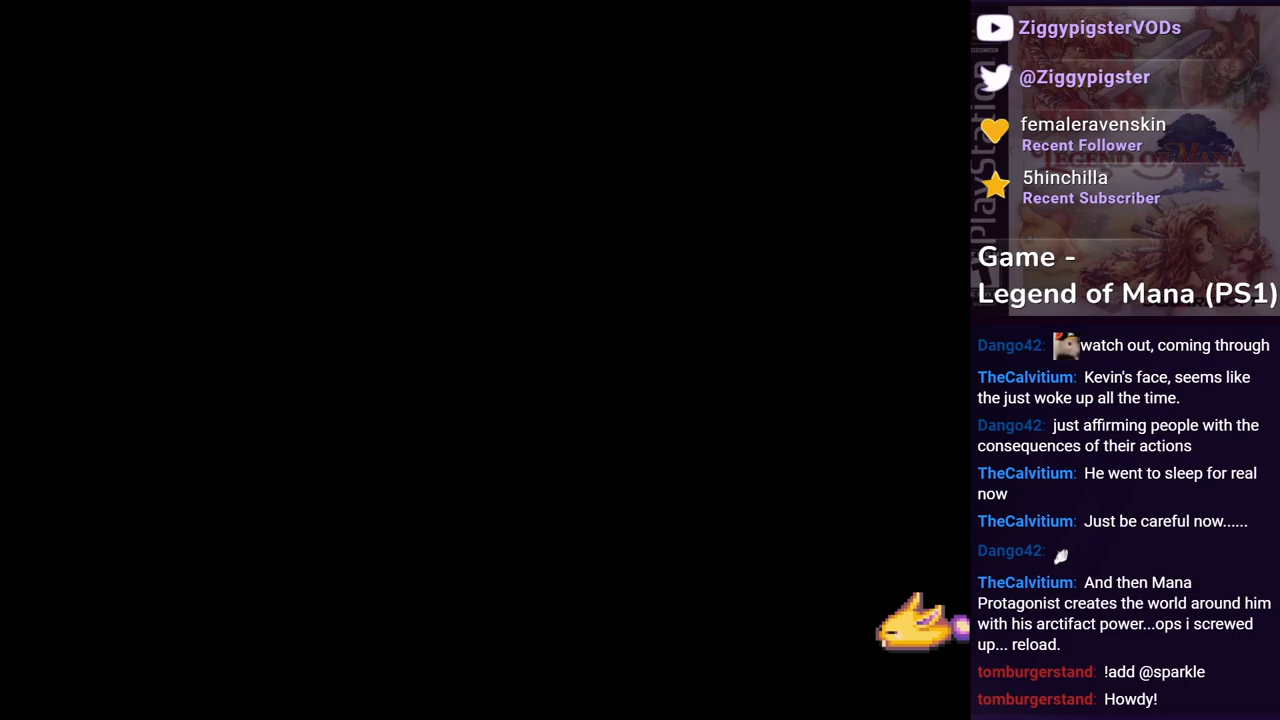 ZiggypigsterVODs
@Ziggypigster
femaleravenskin
Recent Follower
5hinchilla
Recent Subscriber
PlayStation
LEGEND OF MANA
Game -
Legend of Mana (PS1)
Dango42: watch out, coming through
TheCalvitium: Kevin's face, seems like
the just woke up all the time.
Dango42: just affirming people with the
consequences of their actions
TheCalvitium: He went to sleep for real
now
TheCalvitium: Just be careful now......
Dango42:
TheCalvitium: And then Mana
Protagonist creates the world around him
with his arctifact power...ops i screwed
up... reload.
tomburgerstand: !add @sparkle
tomburgerstand: Howdy!